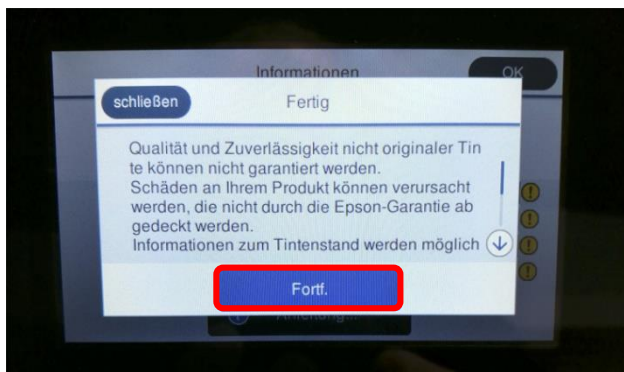 Informationen
OK
schließen
Fertig
Qualität und Zuverlässigkeit nicht originaler Tin
te können nicht garantiert werden.
Schäden an Ihrem Produkt können verursacht
werden, die nicht durch die Epson-Garantie ab
gedeckt werden.
Informationen zum Tintenstand werden möglich
Fortf.
Anleitung...